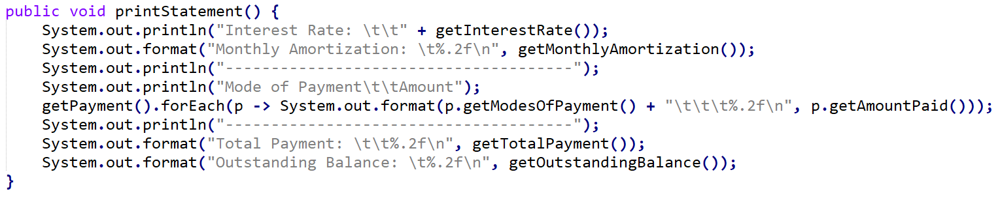 public void printStatement() {
    System.out.println("Interest Rate: \t\t" + getInterestRate());
    System.out.format("Monthly Amortization: \t%.2f\n", getMonthlyAmortization());
    System.out.println("--------------------------------------");
    System.out.println("Mode of Payment\t\tAmount");
    getPayment().forEach(p -> System.out.format(p.getModesOfPayment() + "\t\t\t%.2f\n", p.getAmountPaid()));
    System.out.println("--------------------------------------");
    System.out.format("Total Payment: \t\t%.2f\n", getTotalPayment());
    System.out.format("Outstanding Balance: \t%.2f\n", getOutstandingBalance());
}